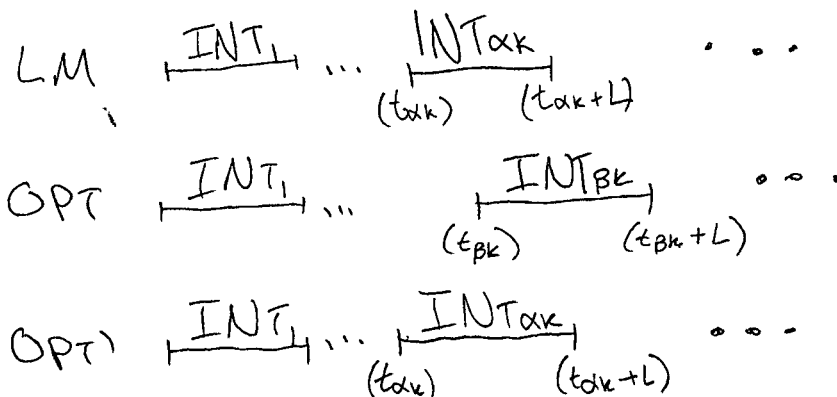 LM INT₁ ... INTαk . . .
(tαk) (tαk+L)
OPT INT₁ ... INTβk . . .
(tβk) (tβk+L)
OPT' INT₁ ... INTαk . . .
(tαk) (tαk+L)